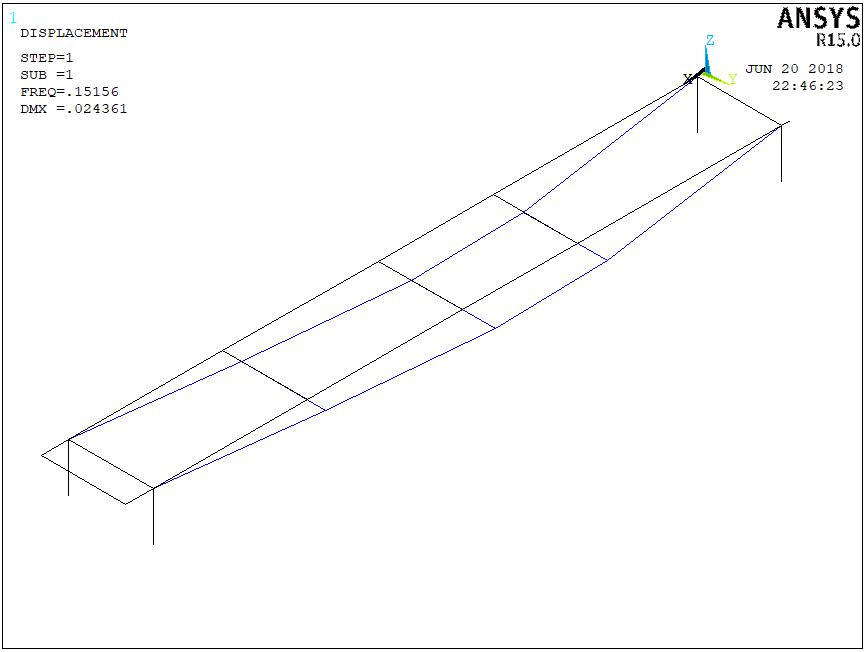 1
DISPLACEMENT
STEP=1
SUB =1
FREQ=.15156
DMX =.024361
ANSYS
R15.0
JUN 20 2018
22:46:23
Z
X
Y